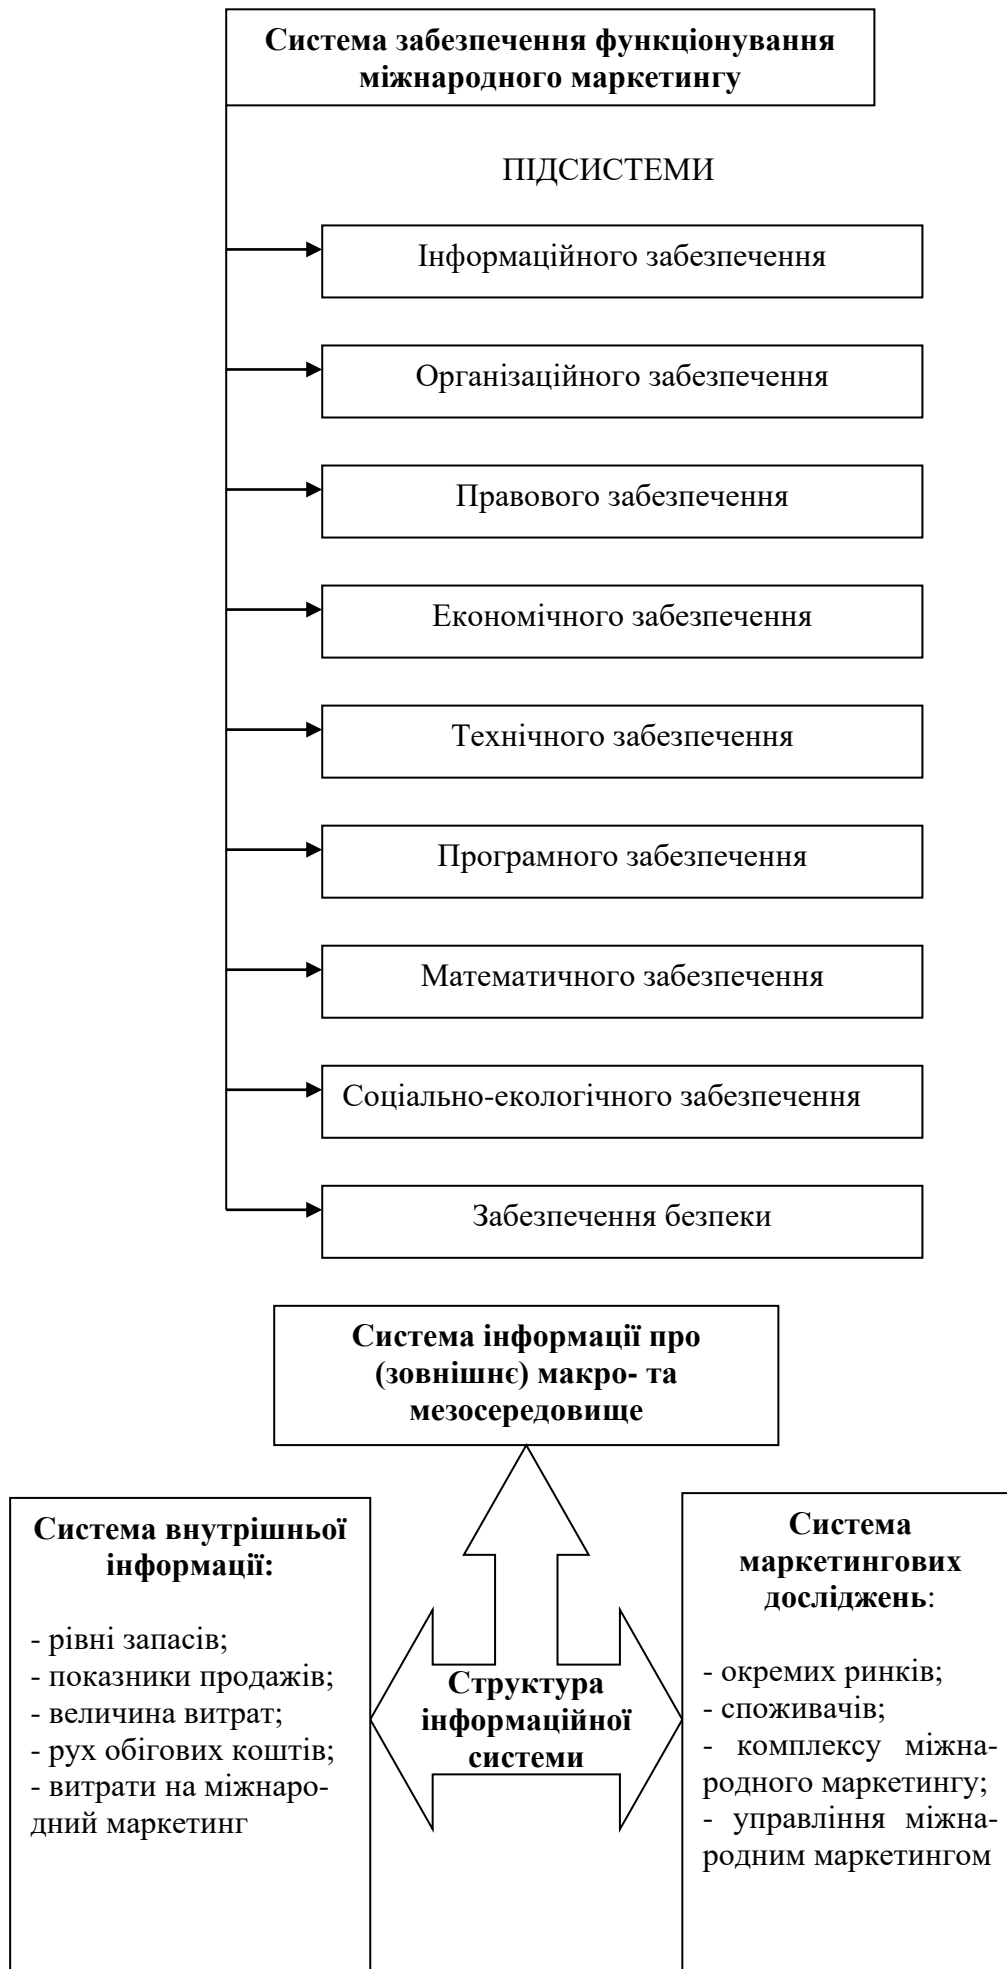 Система забезпечення функціонування
міжнародного маркетингу
ПІДСИСТЕМИ
Інформаційного забезпечення
Організаційного забезпечення
Правового забезпечення
Економічного забезпечення
Технічного забезпечення
Програмного забезпечення
Математичного забезпечення
Соціально-екологічного забезпечення
Забезпечення безпеки
Система інформації про
(зовнішнє) макро- та
мезосередовище
Система внутрішньої
інформації:
- рівні запасів;
- показники продажів;
- величина витрат;
- рух обігових коштів;
- витрати на міжнаро-
дний маркетинг
Структура
інформаційної
системи
Система
маркетингових
досліджень:
- окремих ринків;
- споживачів;
- комплексу міжна-
родного маркетингу;
- управління міжна-
родним маркетингом